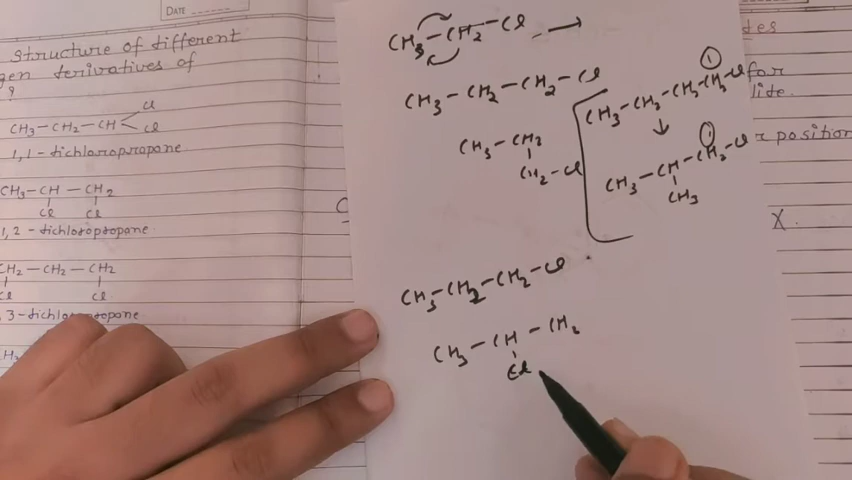 DATE
Structure of different
gen derivatives of
?
Cl
CH3-CH2-CH
Cl
1,1-dichloropropane
CH3-CH-CH2
Cl Cl
1,2-dichloropropane
CH2-CH2-CH2
Cl Cl
3-dichloropropane
CH3-CH2-Cl →
CH3-CH2-CH2-Cl
CH3-CH2
CH2-Cl
CH3-CH2-CH2-CH2-Cl
↓
CH3-CH-CH2-Cl
CH3
CH3-CH2-CH2-Cl
CH3-CH-CH2
Cl
tes
for
lite.
position
X.